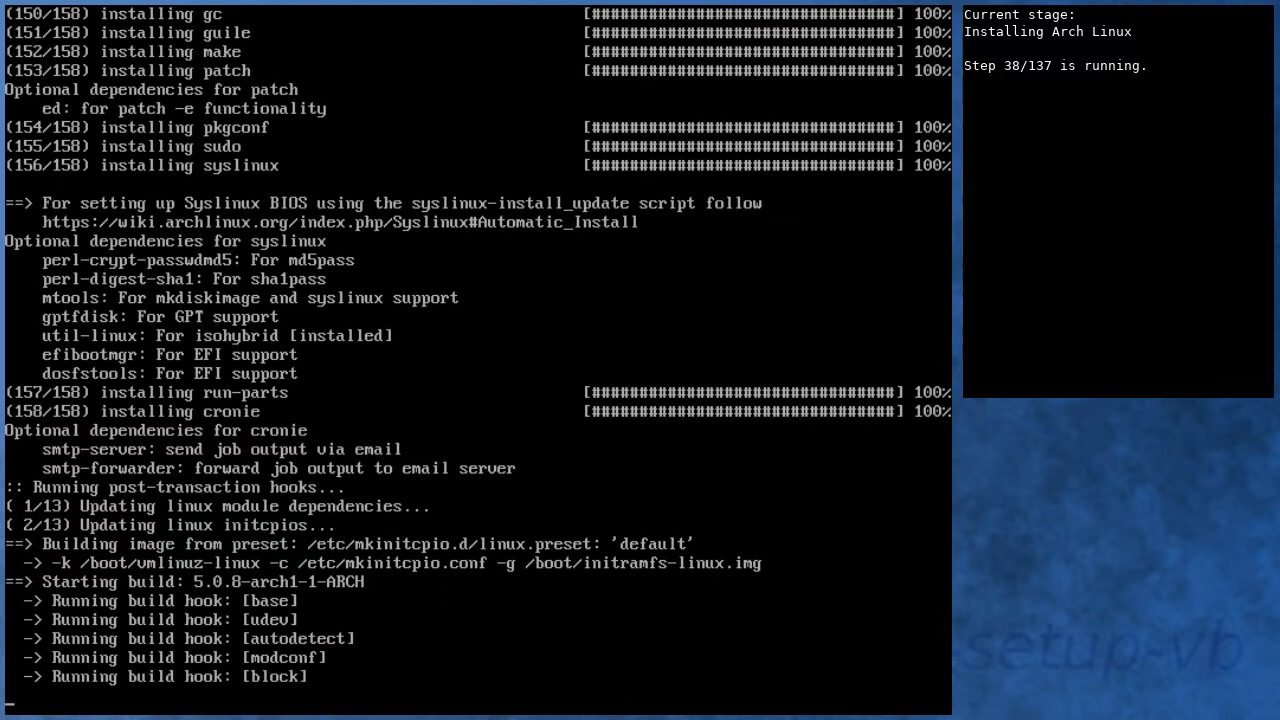 (150/158) installing gc [################################] 100%
(151/158) installing guile [################################] 100%
(152/158) installing make [################################] 100%
(153/158) installing patch [################################] 100%
Optional dependencies for patch
ed: for patch -e functionality
(154/158) installing pkgconf [################################] 100%
(155/158) installing sudo [################################] 100%
(156/158) installing syslinux [################################] 100%
==> For setting up Syslinux BIOS using the syslinux-install_update script follow
https://wiki.archlinux.org/index.php/Syslinux#Automatic_Install
Optional dependencies for syslinux
perl-crypt-passwdmd5: For md5pass
perl-digest-sha1: For sha1pass
mtools: For mkdiskimage and syslinux support
gptfdisk: For GPT support
util-linux: For isohybrid [installed]
efibootmgr: For EFI support
dosfstools: For EFI support
(157/158) installing run-parts [################################] 100%
(158/158) installing cronie [################################] 100%
Optional dependencies for cronie
smtp-server: send job output via email
smtp-forwarder: forward job output to email server
:: Running post-transaction hooks...
( 1/13) Updating linux module dependencies...
( 2/13) Updating linux initcpios...
==> Building image from preset: /etc/mkinitcpio.d/linux.preset: 'default'
-> -k /boot/vmlinuz-linux -c /etc/mkinitcpio.conf -g /boot/initramfs-linux.img
==> Starting build: 5.0.8-arch1-1-ARCH
-> Running build hook: [base]
-> Running build hook: [udev]
-> Running build hook: [autodetect]
-> Running build hook: [modconf]
-> Running build hook: [block]
_
Current stage:
Installing Arch Linux
Step 38/137 is running.
setup-vb